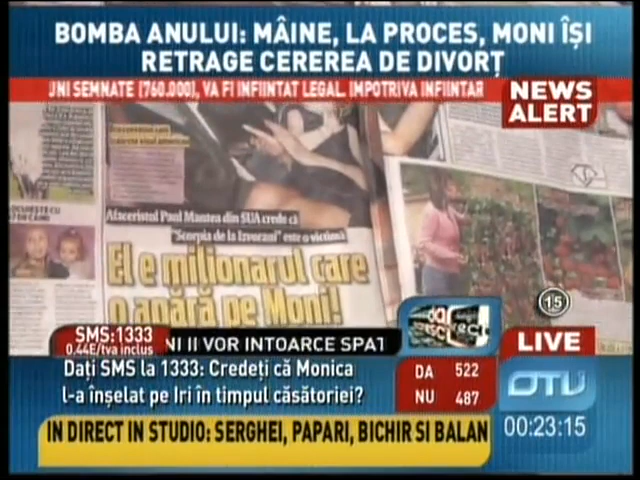 BOMBA ANULUI: MÂINE, LA PROCES, MONI ÎȘI
RETRAGE CEREREA DE DIVORȚ
UNI SEMNATE (760.000), VA FI INFIINTAT LEGAL. IMPOTRIVA INFIINTAR
NEWS
ALERT
Afaceristul Paul Mantea din SUA crede că
"Scorpia de la Izvorani" este o victimă
El e milionarul care
o apără pe Moni!
15
SMS:1333
0.44E/tva inclus
NI II VOR INTOARCE SPAT
LIVE
Dați SMS la 1333: Credeți că Monica
l-a înșelat pe Iri în timpul căsătoriei?
DA 522
NU 487
OTV
00:23:15
IN DIRECT IN STUDIO: SERGHEI, PAPARI, BICHIR SI BALAN